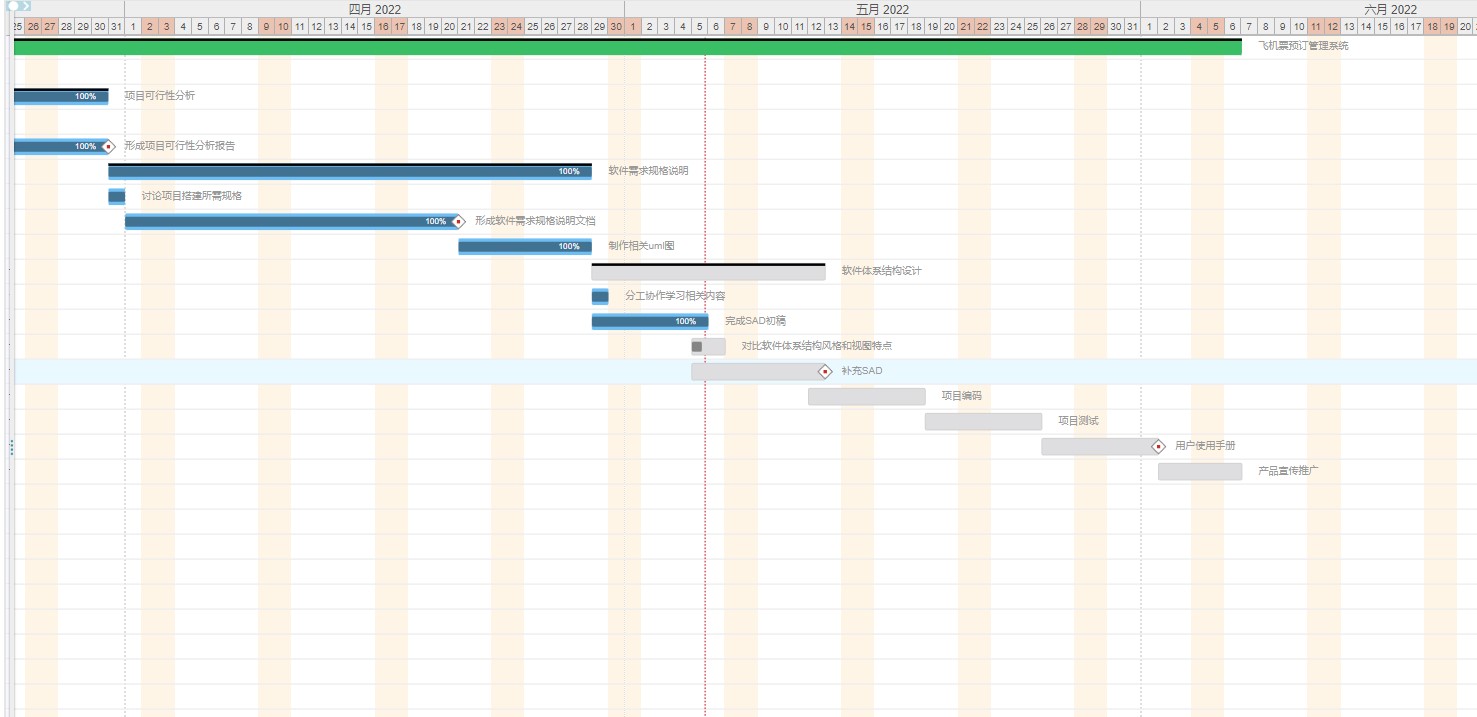 四月 2022 五月 2022 六月 2022
25 26 27 28 29 30 31 1 2 3 4 5 6 7 8 9 10 11 12 13 14 15 16 17 18 19 20 21 22 23 24 25 26 27 28 29 30 1 2 3 4 5 6 7 8 9 10 11 12 13 14 15 16 17 18 19 20 21 22 23 24 25 26 27 28 29 30 31 1 2 3 4 5 6 7 8 9 10 11 12 13 14 15 16 17 18 19 20
飞机票预订管理系统
100% 项目可行性分析
100% 形成项目可行性分析报告
100% 软件需求规格说明
讨论项目搭建所需规格
100% 形成软件需求规格说明文档
100% 制作相关uml图
软件体系结构设计
分工协作学习相关内容
100% 完成SAD初稿
对比软件体系结构风格和视图特点
补充SAD
项目编码
项目测试
用户使用手册
产品宣传推广